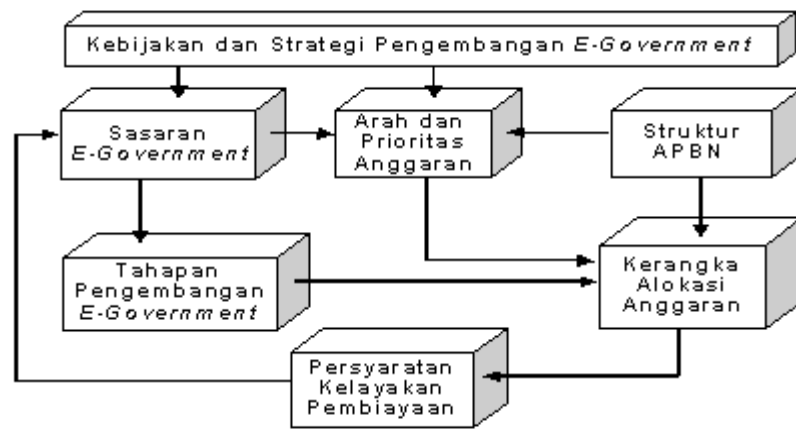 Kebijakan dan Strategi Pengembangan E-Government
Sasaran
E-Government
Arah dan
Prioritas
Anggaran
Struktur
APBN
Tahapan
Pengembangan
E-Government
Kerangka
Alokasi
Anggaran
Persyaratan
Kelayakan
Pembiayaan